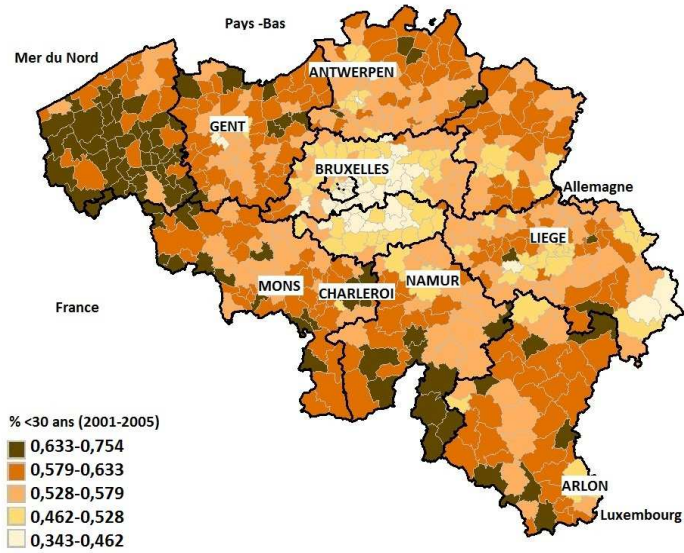 Pays -Bas
Mer du Nord
ANTWERPEN
GENT
BRUXELLES
Allemagne
LIEGE
MONS
CHARLEROI
NAMUR
France
% <30 ans (2001-2005)
0,633-0,754
0,579-0,633
0,528-0,579
0,462-0,528
0,343-0,462
ARLON
Luxembourg